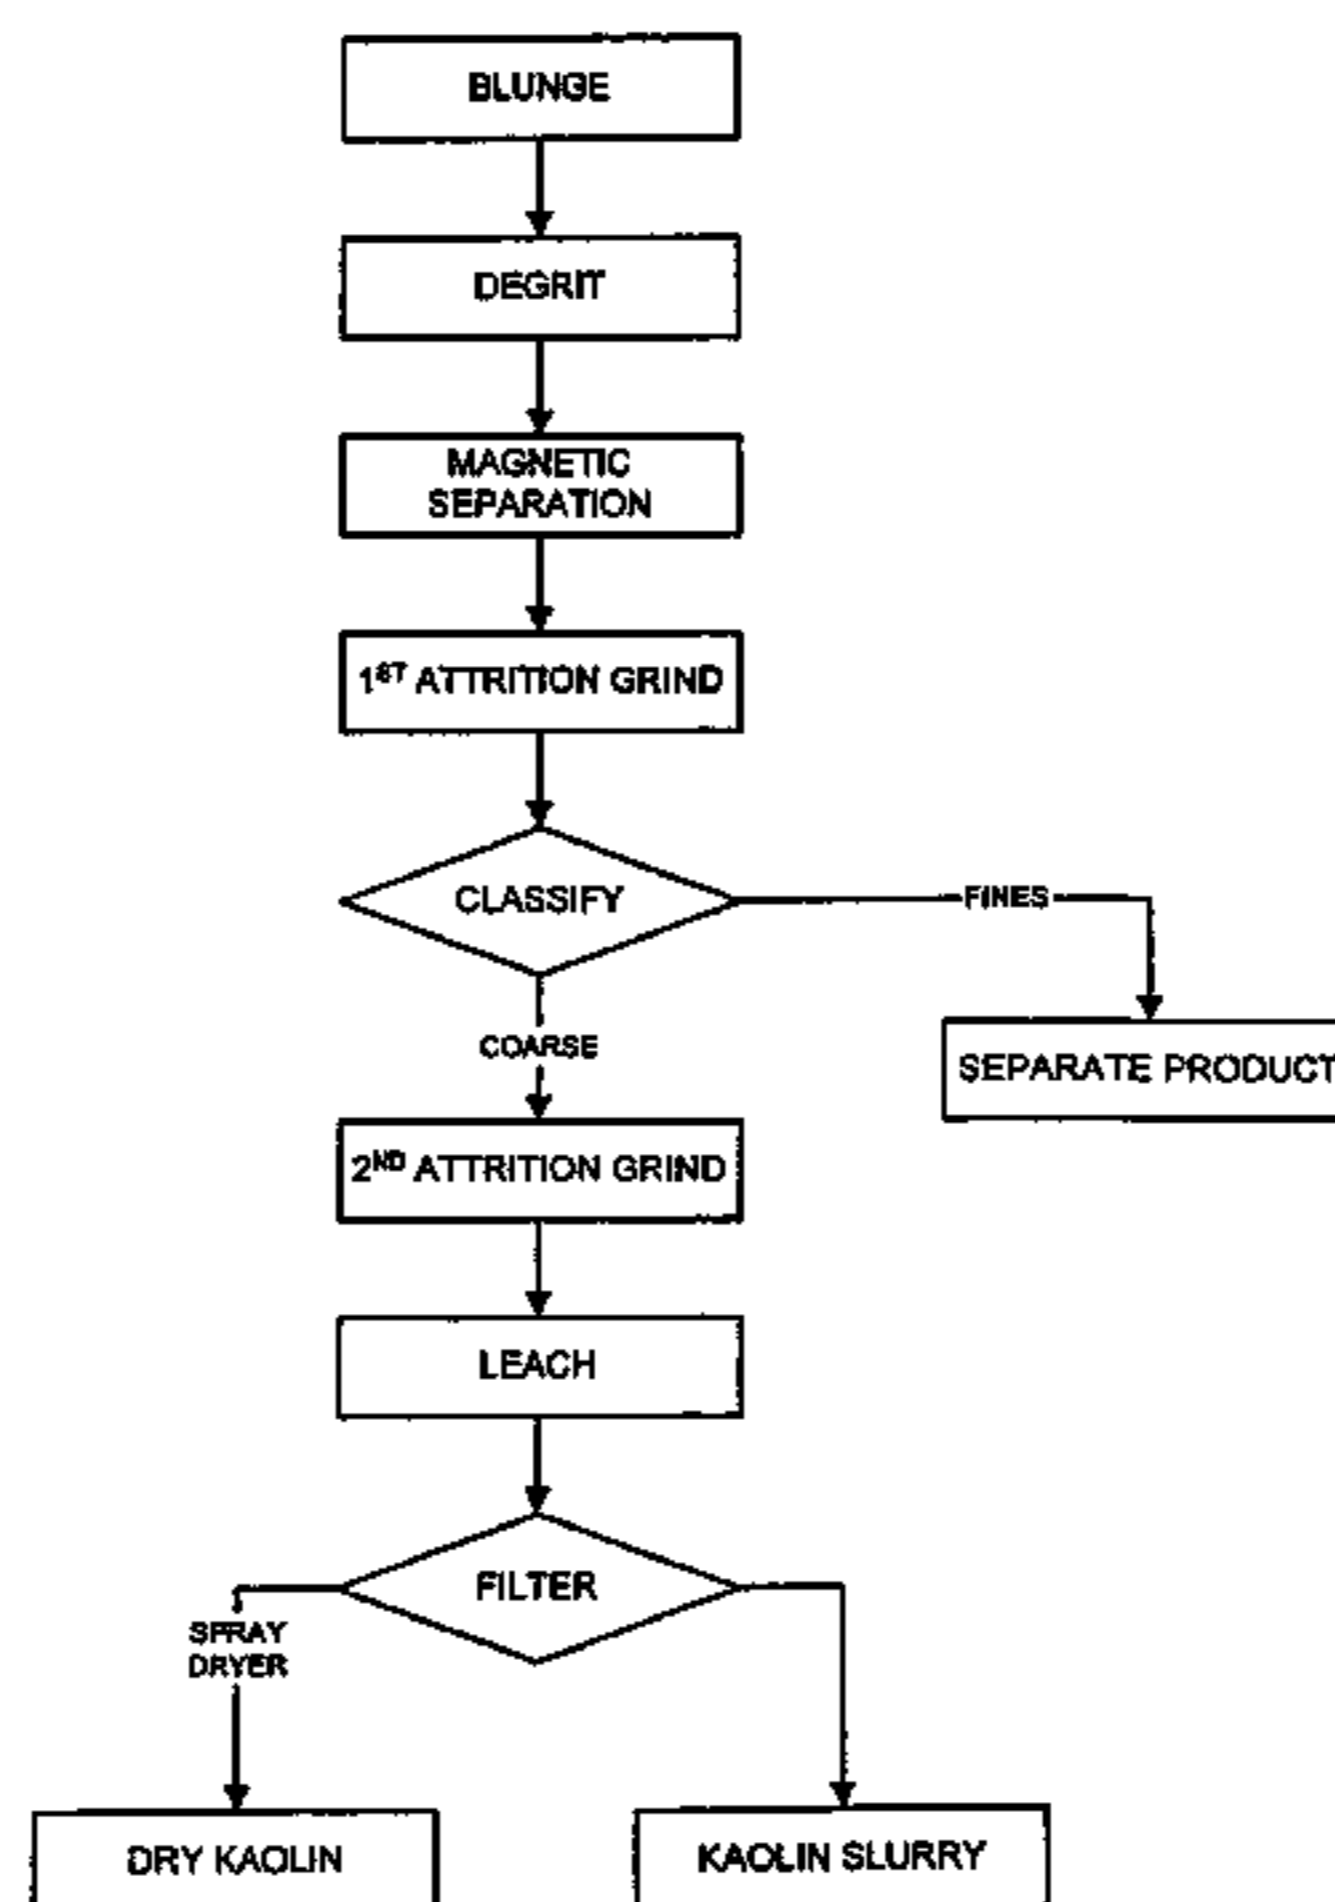 BLUNGE
DEGRIT
MAGNETIC
SEPARATION
1ST ATTRITION GRIND
CLASSIFY
FINES
COARSE
SEPARATE PRODUCT
2ND ATTRITION GRIND
LEACH
FILTER
SPRAY
DRYER
DRY KAOLIN
KAOLIN SLURRY